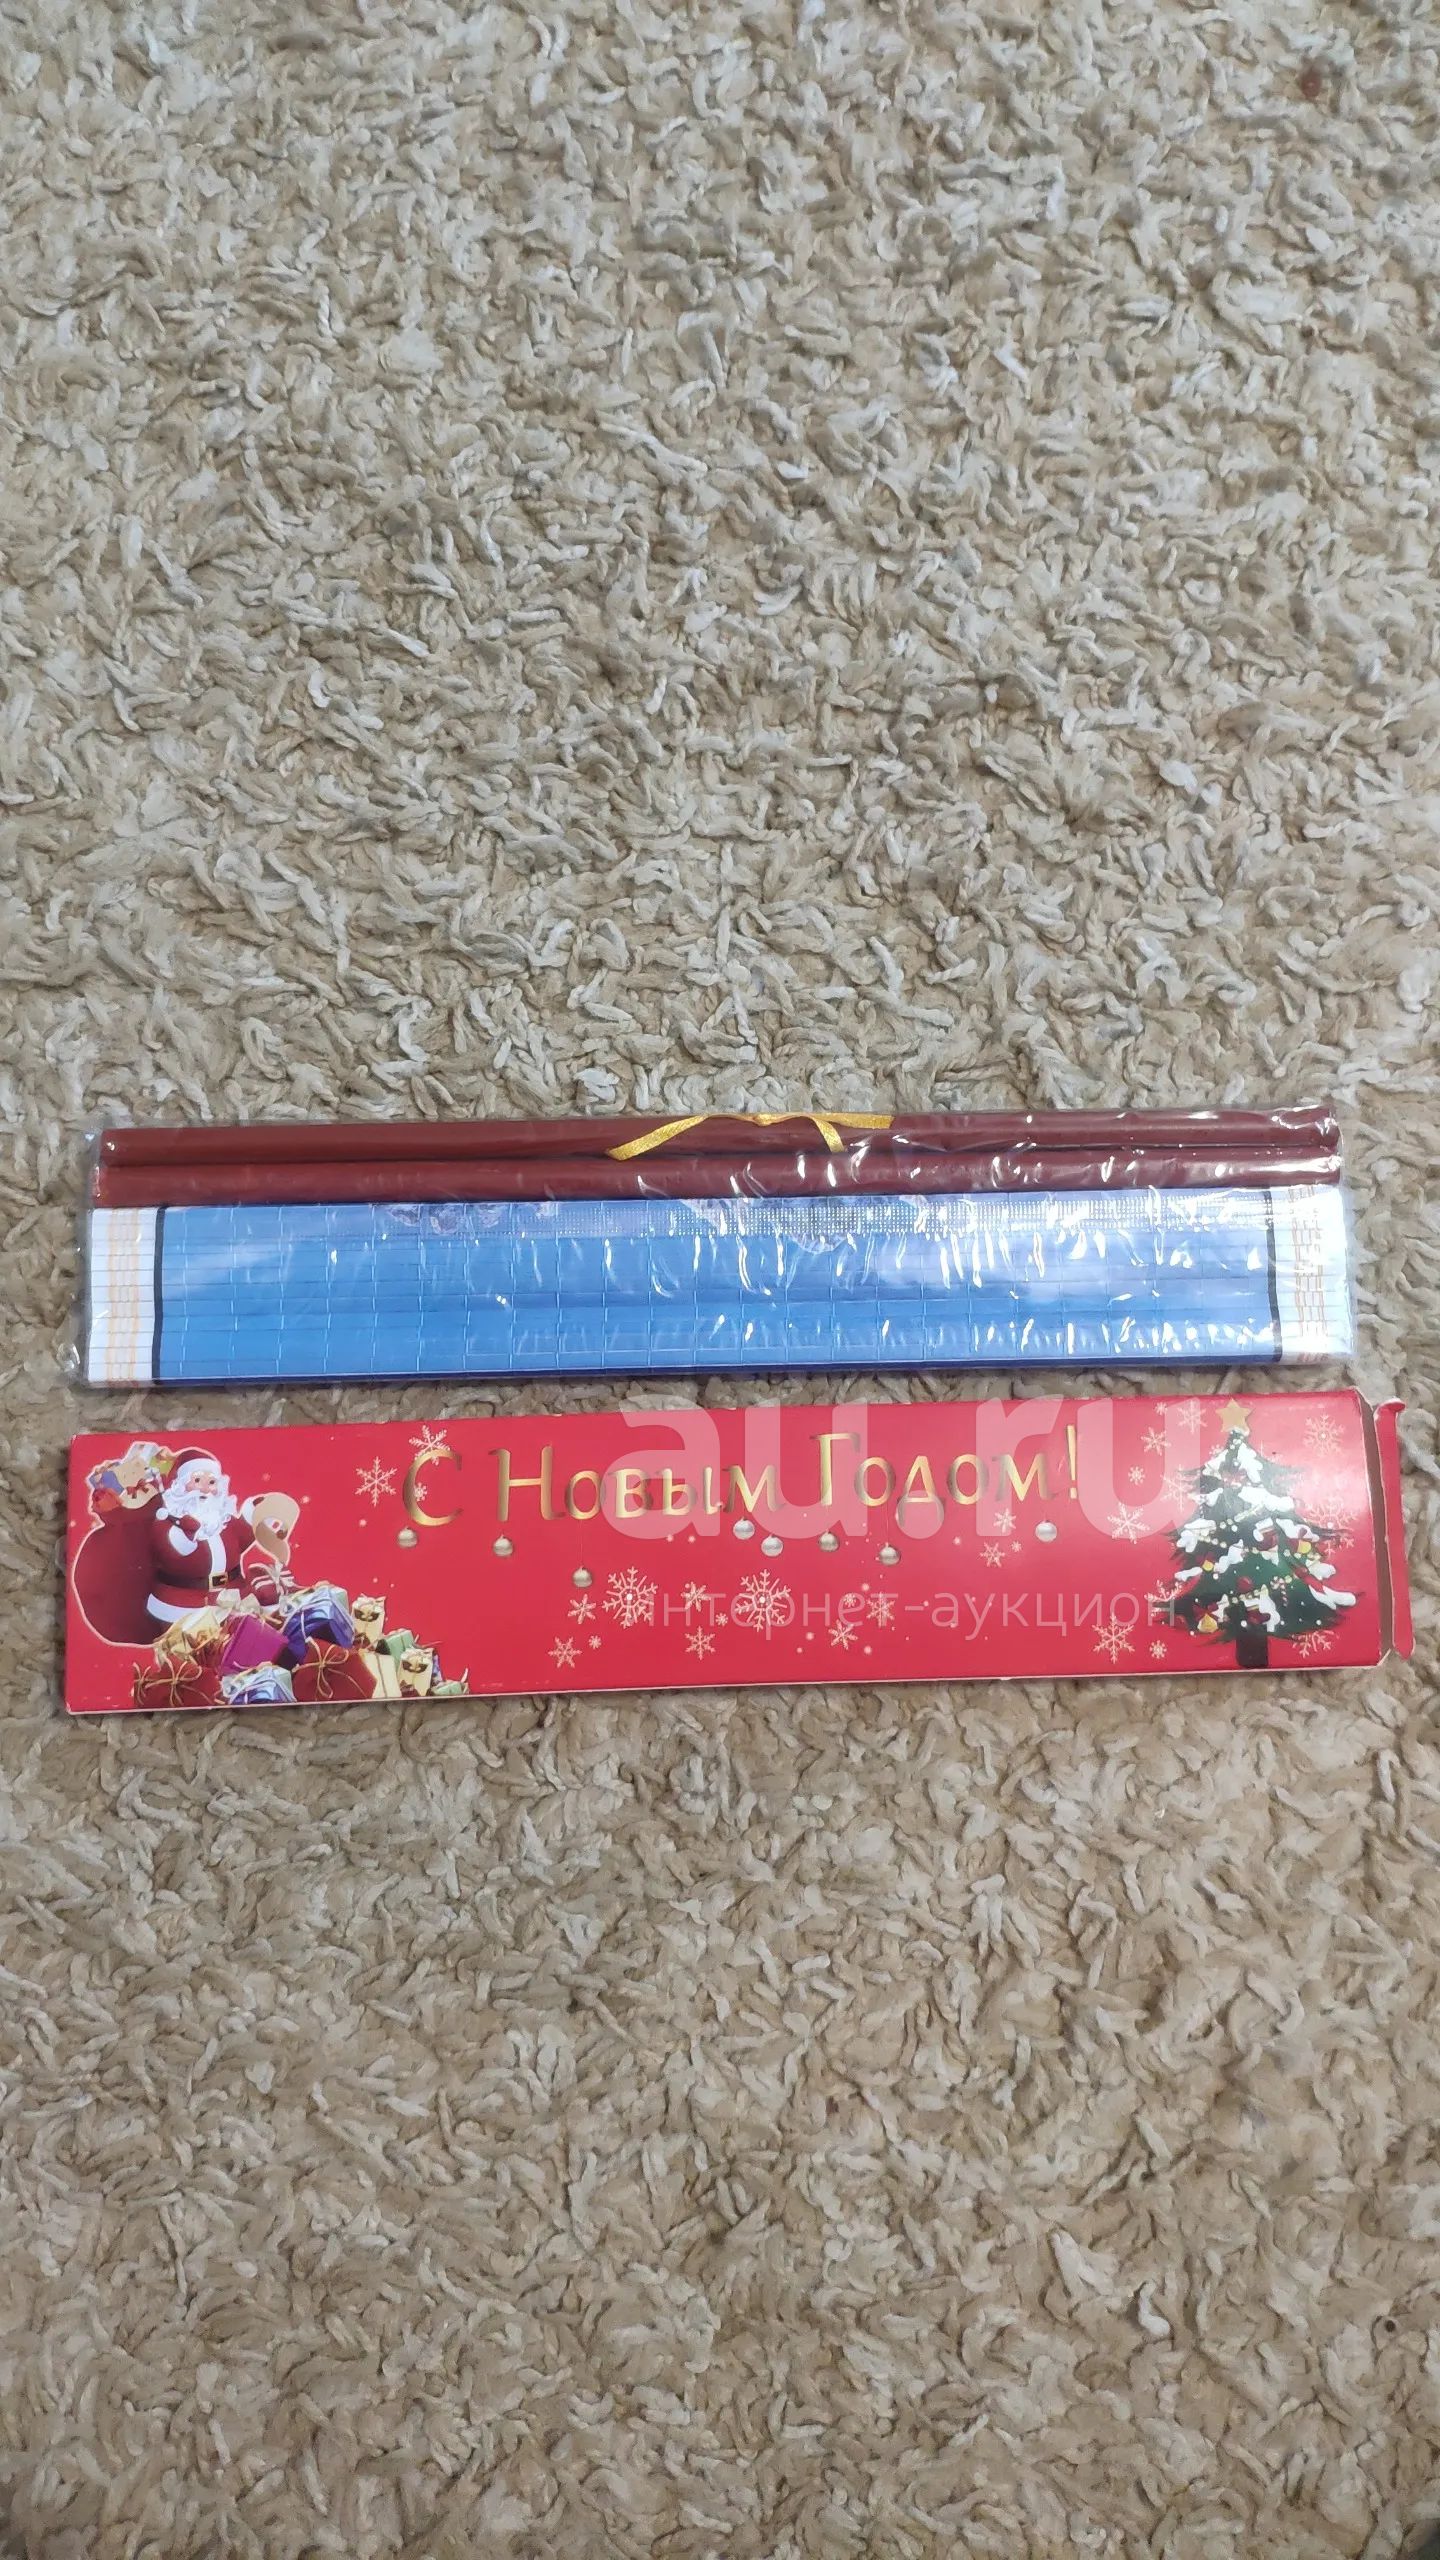 С Новым Годом!
au.ru
интернет-аукцион